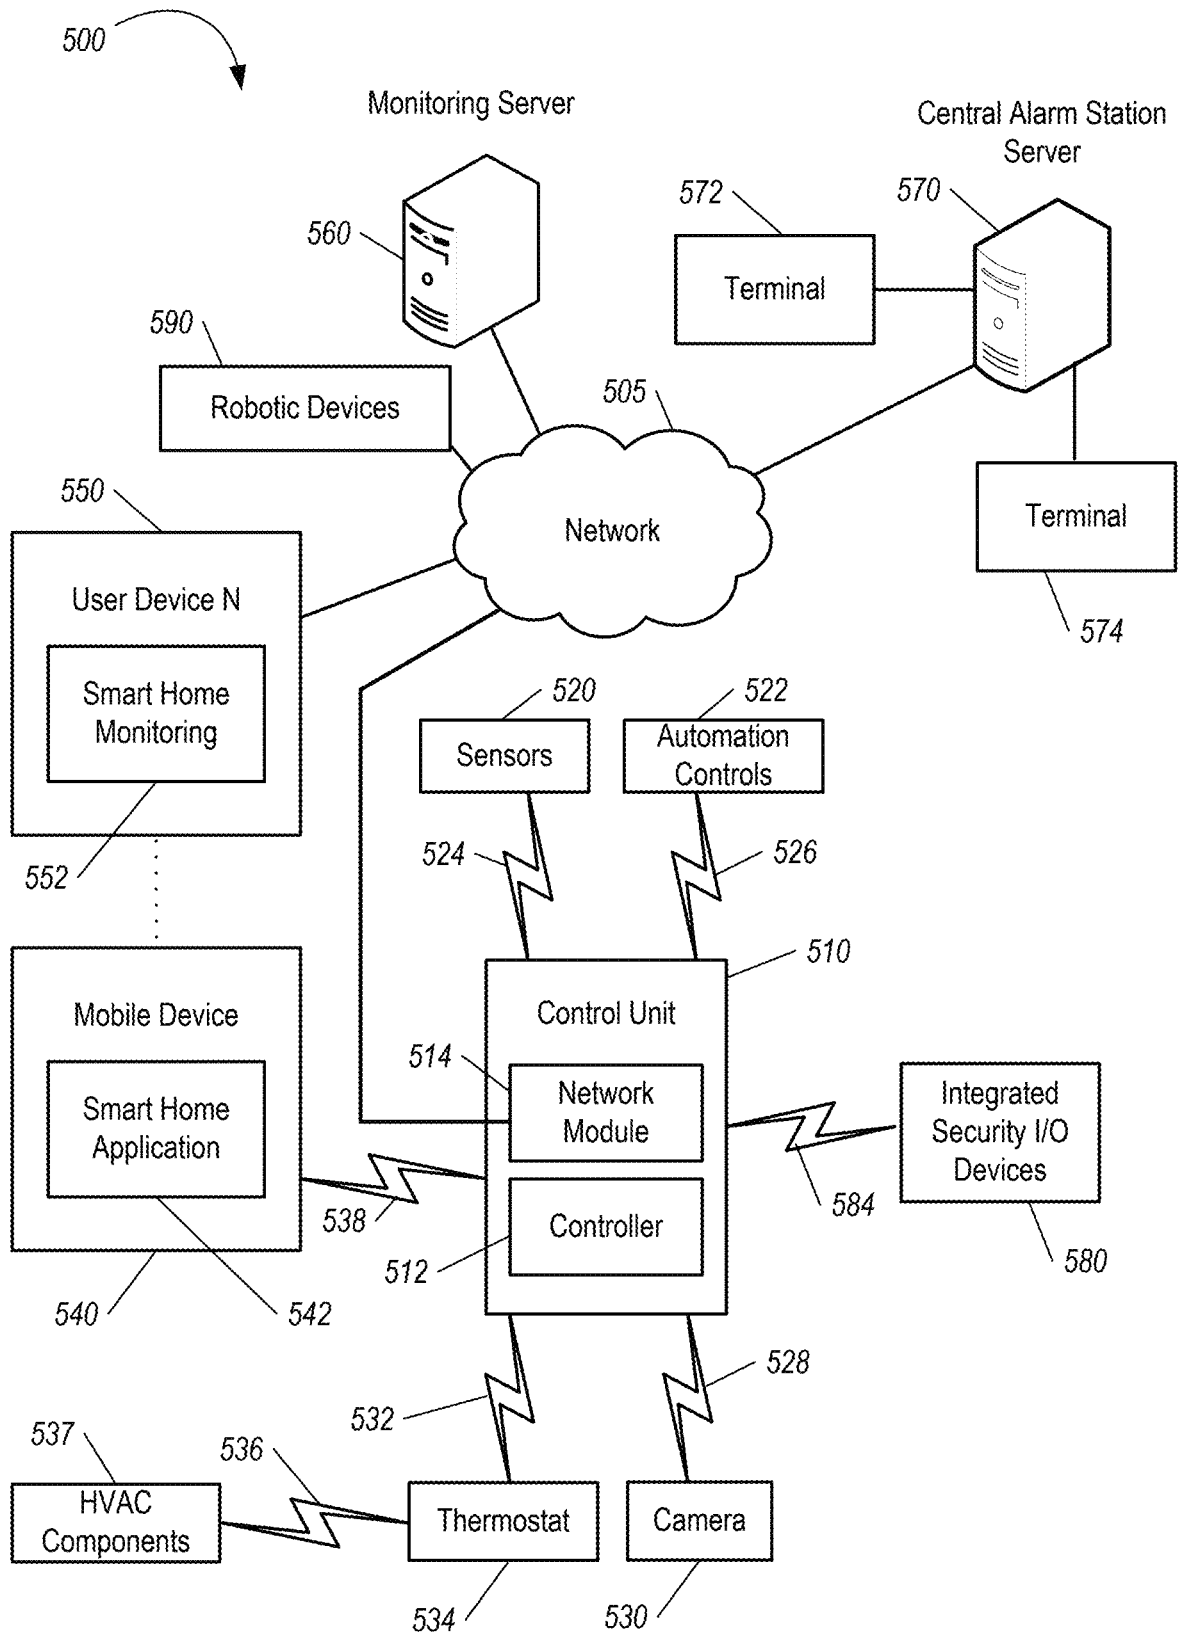 500
Monitoring Server
Central Alarm Station
Server
572
570
560
Terminal
590
505
Robotic Devices
550
Network
Terminal
User Device N
574
Smart Home
Monitoring
520
522
Sensors
Automation
Controls
552
524
526
510
Mobile Device
Control Unit
514
Smart Home
Application
Network
Module
Integrated
Security I/O
Devices
538
584
Controller
512
580
540
542
528
532
537
536
HVAC
Components
Thermostat
Camera
534
530